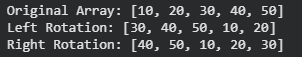 Original Array: [10, 20, 30, 40, 50]
Left Rotation: [30, 40, 50, 10, 20]
Right Rotation: [40, 50, 10, 20, 30]